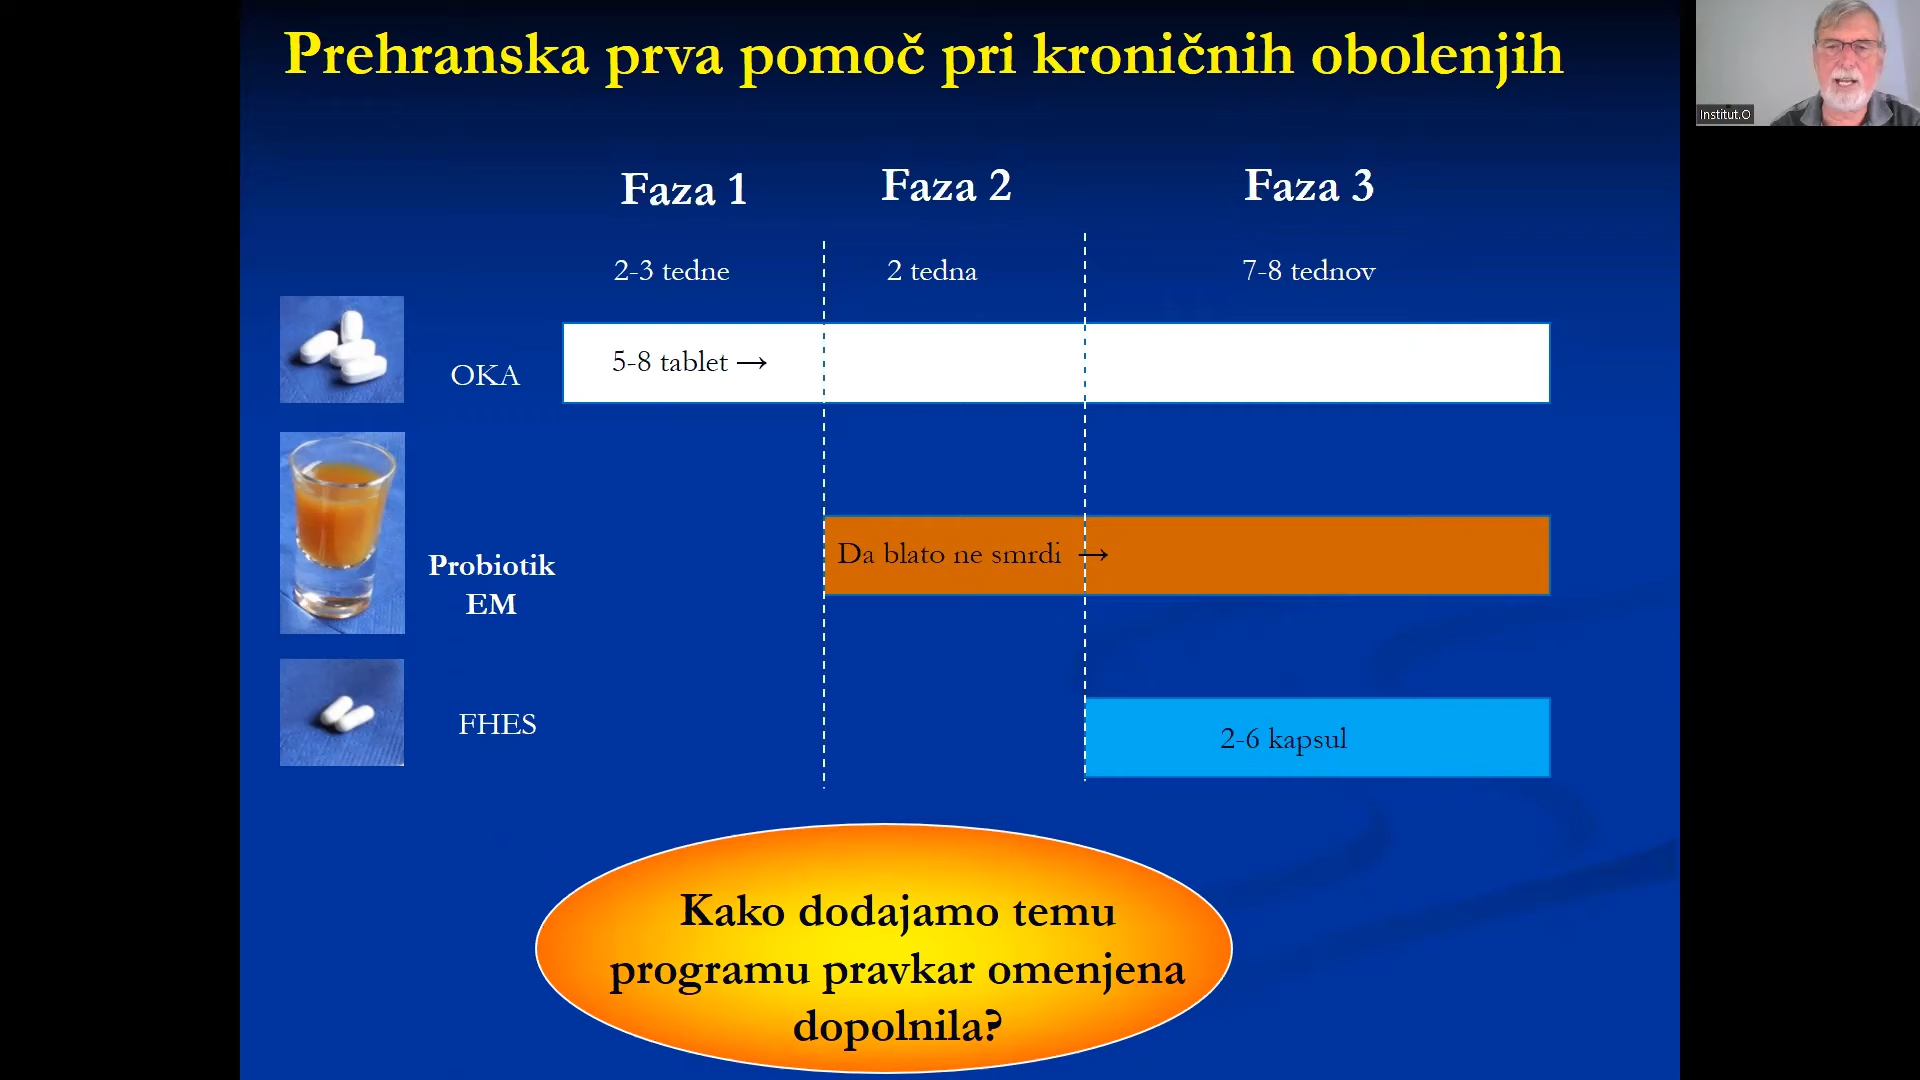 Prehranska prva pomoč pri kroničnih obolenjih
Institut.O
Faza 1
Faza 2
Faza 3
2-3 tedne
2 tedna
7-8 tednov
OKA
5-8 tablet →
Probiotik
EM
Da blato ne smrdi →
FHES
2-6 kapsul
Kako dodajamo temu
programu pravkar omenjena
dopolnila?